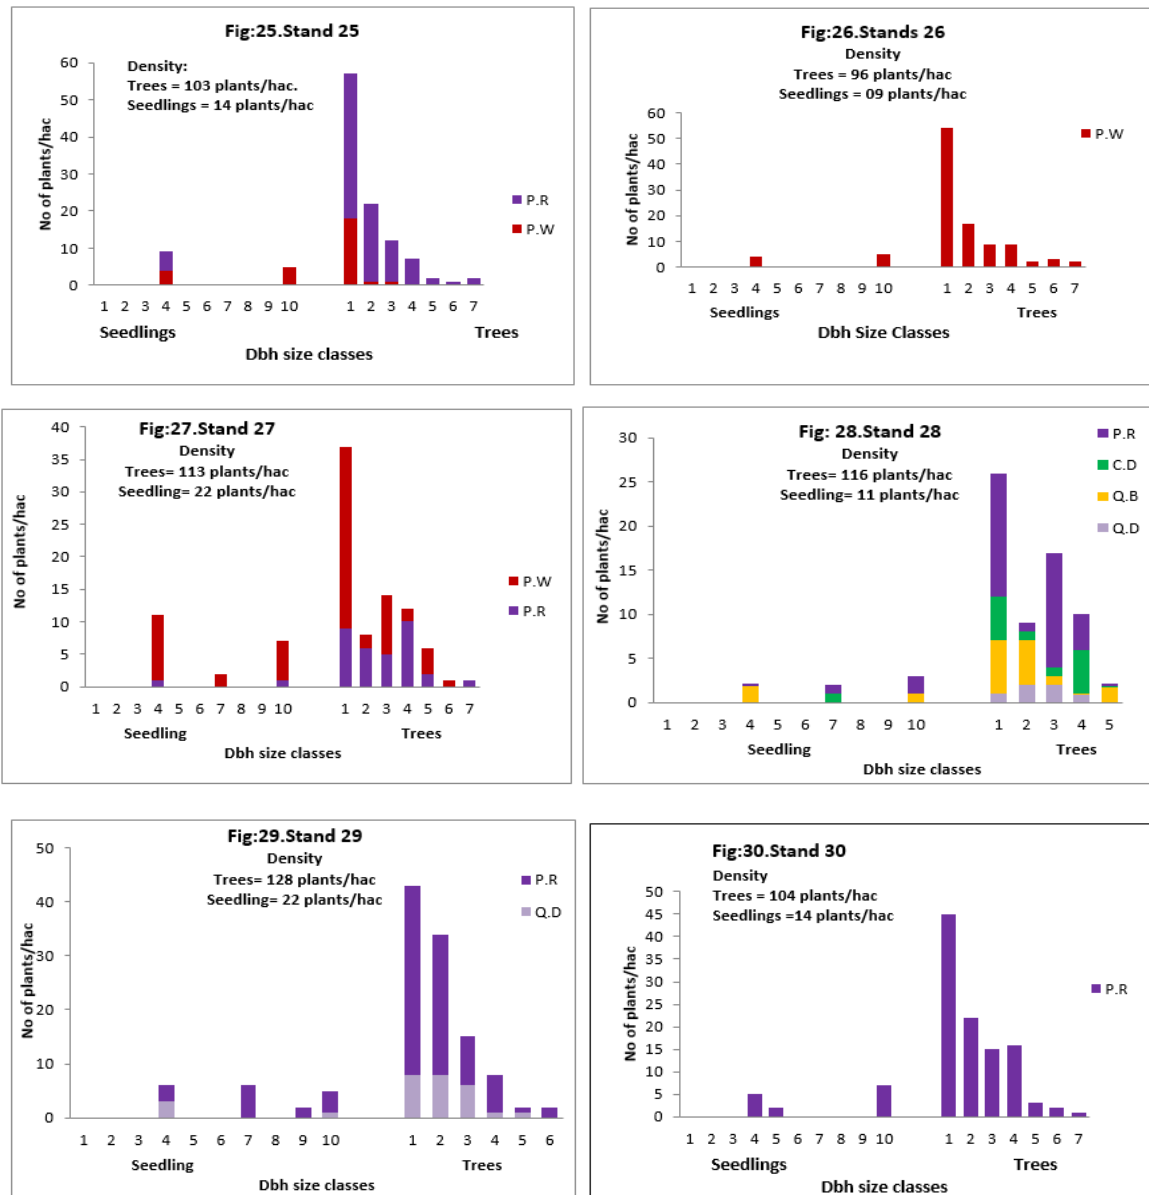 Fig:25.Stand 25
Density:
Trees = 103 plants/hac.
Seedlings = 14 plants/hac
No of plants/hac
60
50
40
30
20
10
0
P.R
P.W
1 2 3 4 5 6 7 8 9 10 1 2 3 4 5 6 7
Seedlings Trees
Dbh size classes
Fig:26.Stands 26
Density
Trees = 96 plants/hac
Seedlings = 09 plants/hac
No of plants/hac
60
50
40
30
20
10
0
P.W
1 2 3 4 5 6 7 8 9 10 1 2 3 4 5 6 7
Seedlings Trees
Dbh Size Classes
Fig:27.Stand 27
Density
Trees= 113 plants/hac
Seedling= 22 plants/hac
No of plants/hac
40
35
30
25
20
15
10
5
0
P.W
P.R
1 2 3 4 5 6 7 8 9 10 1 2 3 4 5 6 7
Seedling Trees
Dbh size classes
Fig: 28.Stand 28
Density
Trees= 116 plants/hac
Seedling= 11 plants/hac
No of plants/hac
30
25
20
15
10
5
0
P.R
C.D
Q.B
Q.D
1 2 3 4 5 6 7 8 9 10 1 2 3 4 5
Seedling Trees
Dbh size classes
Fig:29.Stand 29
Density
Trees= 128 plants/hac
Seedling= 22 plants/hac
No of plants/hac
50
40
30
20
10
0
P.R
Q.D
1 2 3 4 5 6 7 8 9 10 1 2 3 4 5 6
Seedling Trees
Dbh size classes
Fig:30.Stand 30
Density
Trees = 104 plants/hac
Seedlings =14 plants/hac
No of plants/hac
50
45
40
35
30
25
20
15
10
5
0
P.R
1 2 3 4 5 6 7 8 9 10 1 2 3 4 5 6 7
Seedlings Trees
Dbh size classes